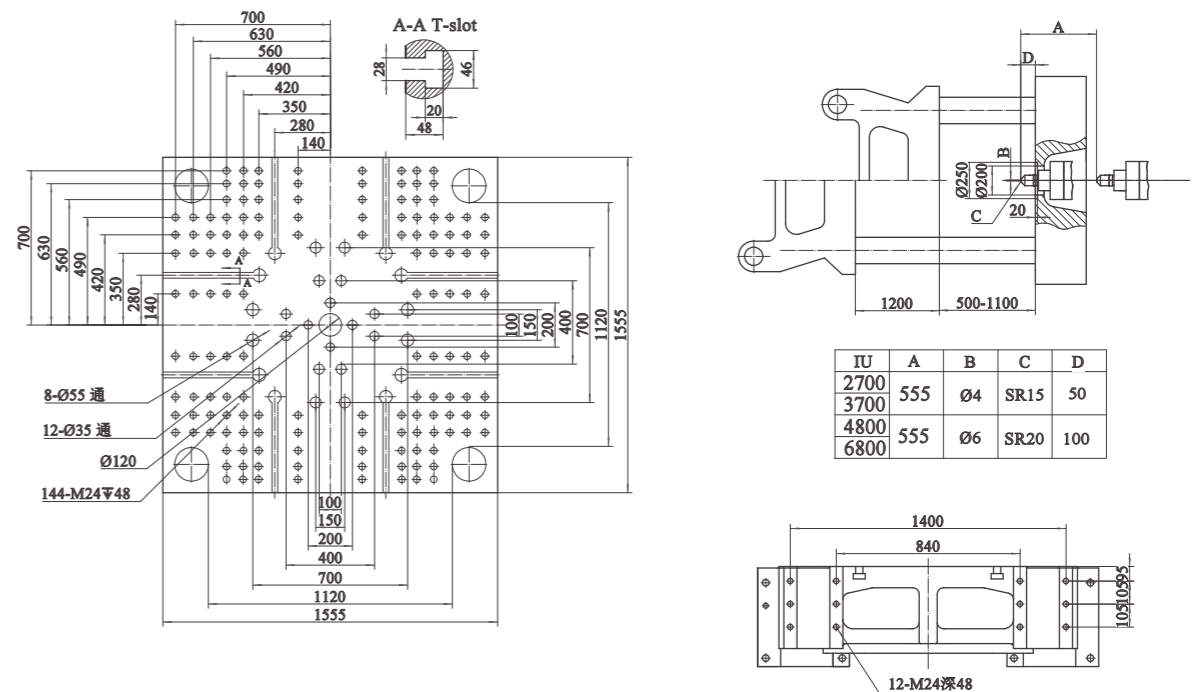 A-A T-slot
28
46
20
48
700
630
560
490
420
350
280
140
700
630
560
490
420
350
280
140
A
A
100
150
200
400
700
1120
1555
8-Ø55 通
12-Ø35 通
Ø120
144-M24↧48
100
150
200
400
700
1120
1555
A
D
B
Ø250
Ø200
C
20
1200
500-1100
IU A B C D
2700
3700 555 Ø4 SR15 50
4800
6800 555 Ø6 SR20 100
1400
840
105
105
95
12-M24深48